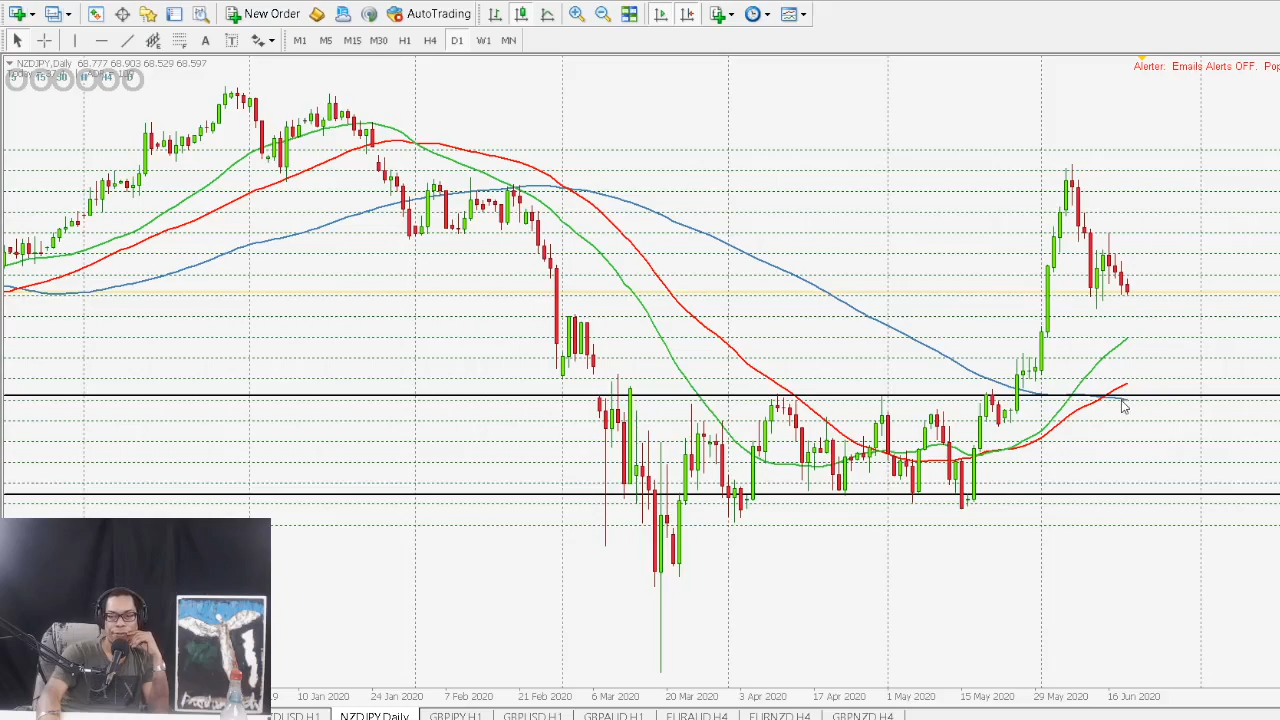 New Order
AutoTrading
A
T
M1 M5 M15 M30 H1 H4 D1 W1 MN
NZDJPY,Daily 68.777 68.903 68.529 68.597
Alerter: Emails Alerts OFF. Pop
10 Jan 2020 24 Jan 2020 7 Feb 2020 21 Feb 2020 6 Mar 2020 20 Mar 2020 3 Apr 2020 17 Apr 2020 1 May 2020 15 May 2020 29 May 2020 16 Jun 2020
NZDJPY,Daily GBPJPY,H1 GBPUSD,H1 GBPAUD,H1 EURAUD,H4 EURNZD,H4 GBPNZD,H4